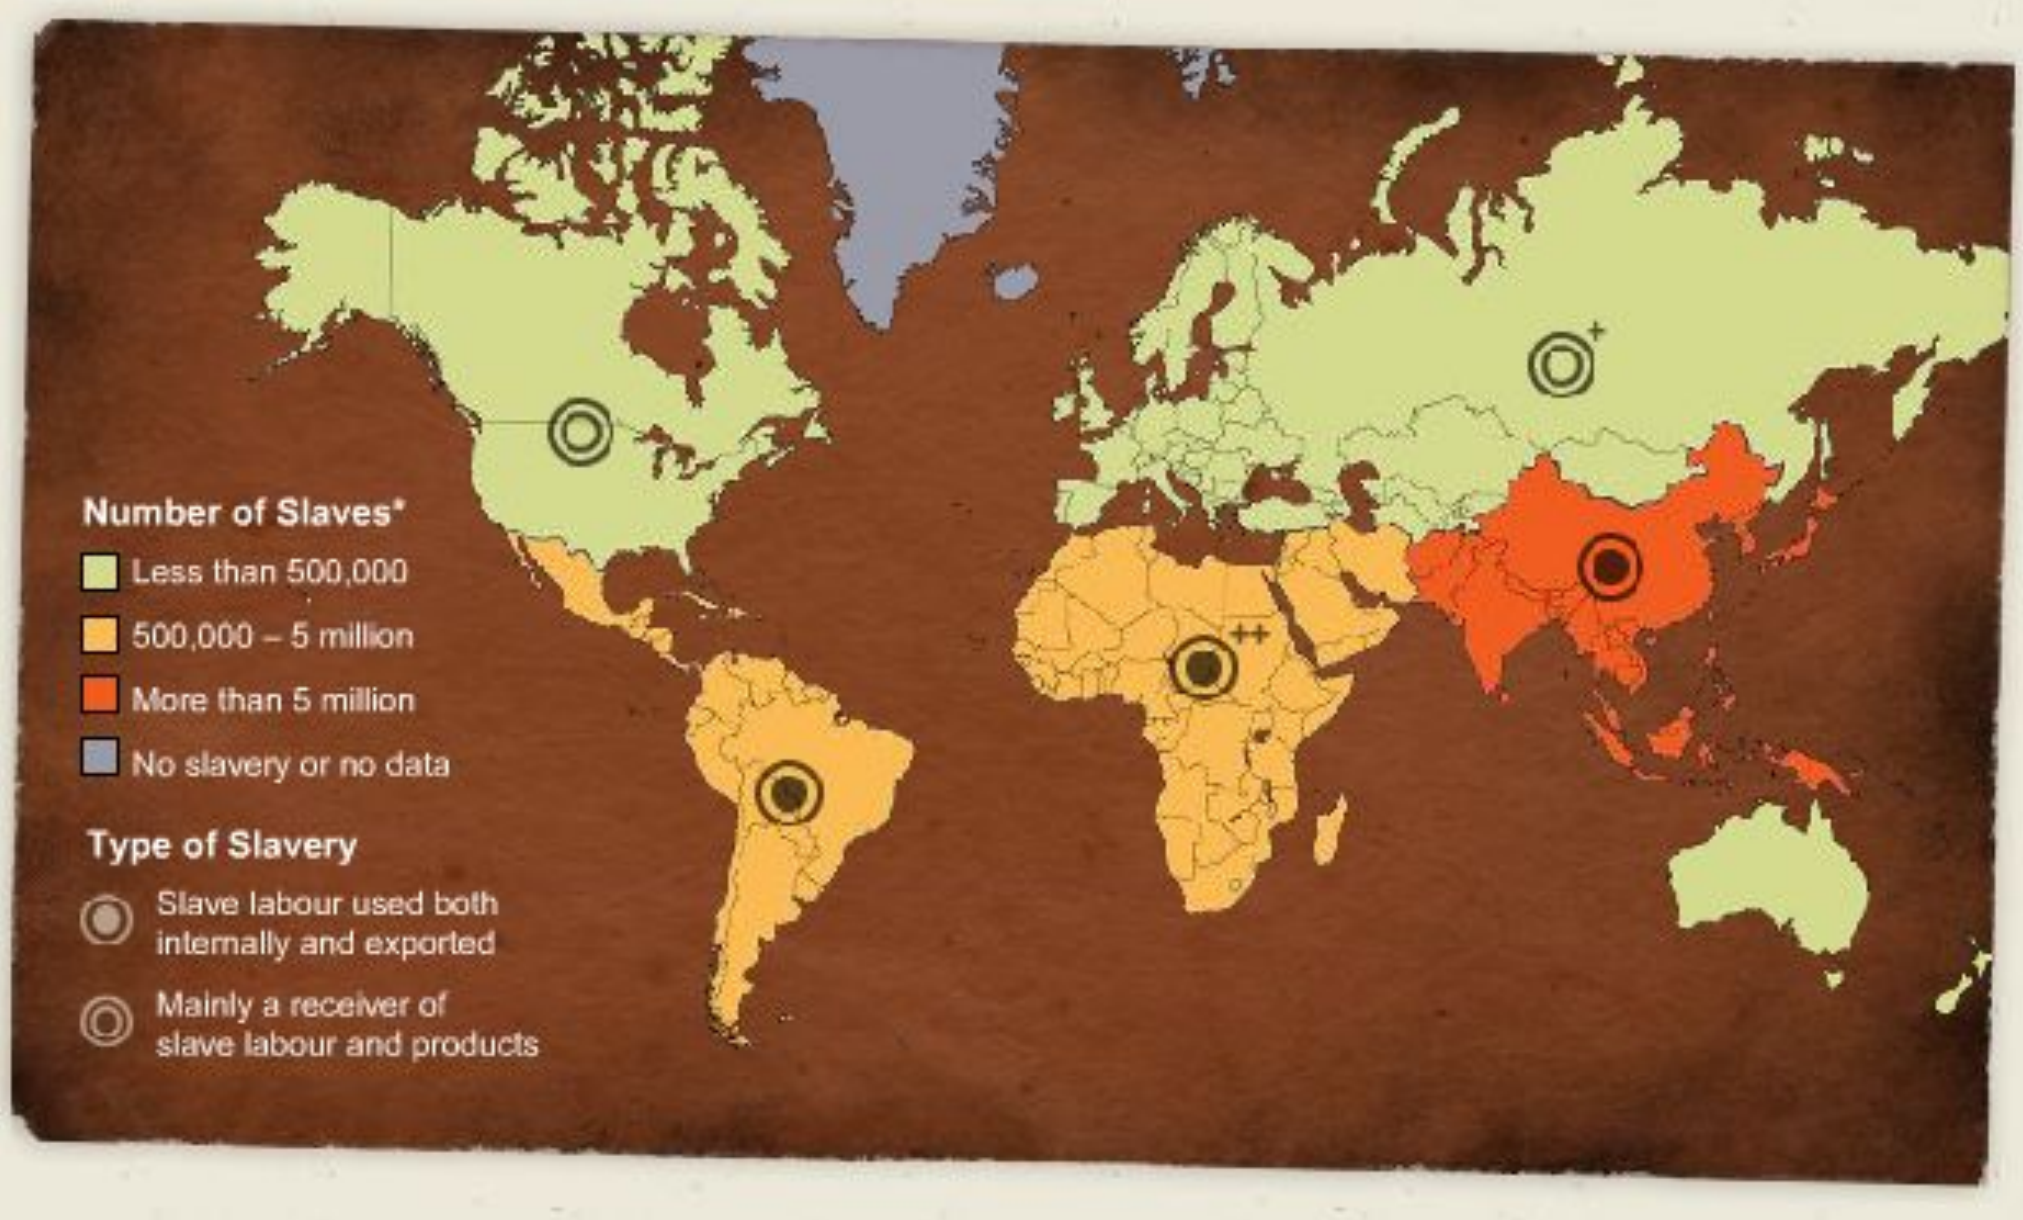 +
++
Number of Slaves*
Less than 500,000
500,000 – 5 million
More than 5 million
No slavery or no data
Type of Slavery
Slave labour used both
internally and exported
Mainly a receiver of
slave labour and products